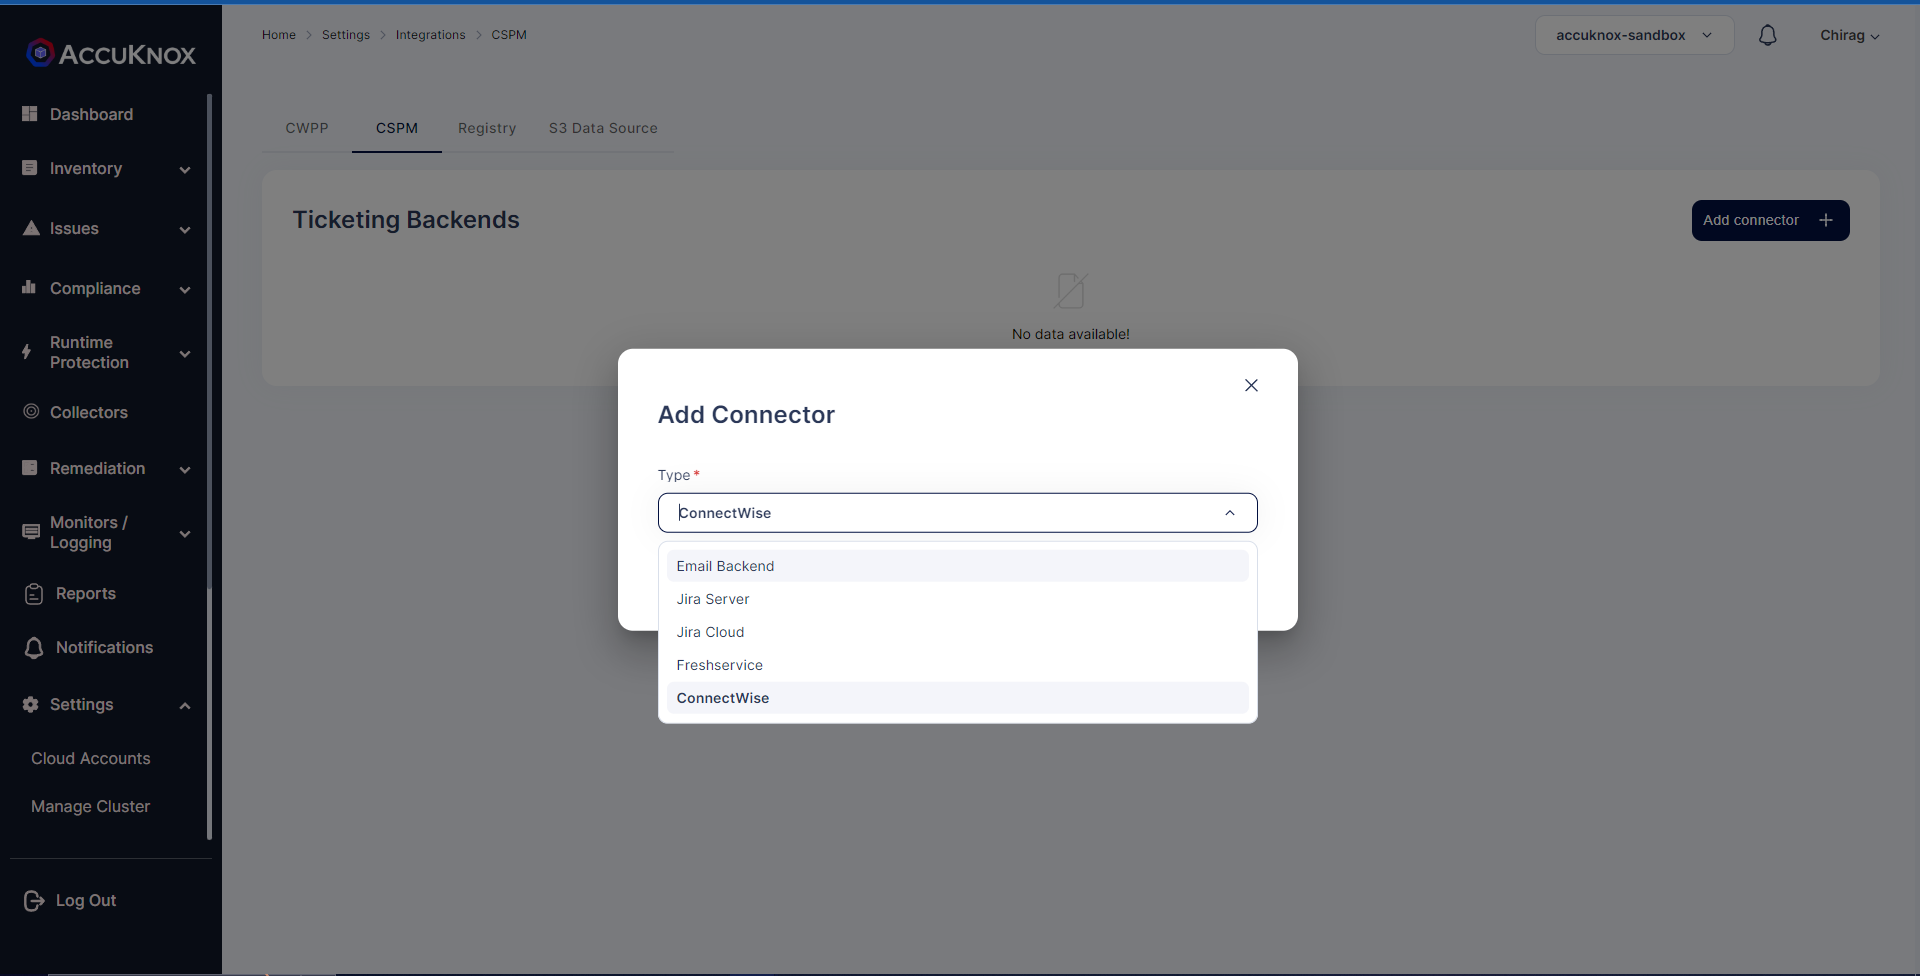 ACCUKNOX
Dashboard
Inventory
Issues
Compliance
Runtime
Protection
Collectors
Remediation
Monitors /
Logging
Reports
Notifications
Settings
Cloud Accounts
Manage Cluster
Log Out
Home > Settings > Integrations > CSPM
accuknox-sandbox
Chirag
CWPP CSPM Registry S3 Data Source
Ticketing Backends
Add connector +
No data available!
Add Connector
Type *
ConnectWise
Email Backend
Jira Server
Jira Cloud
Freshservice
ConnectWise